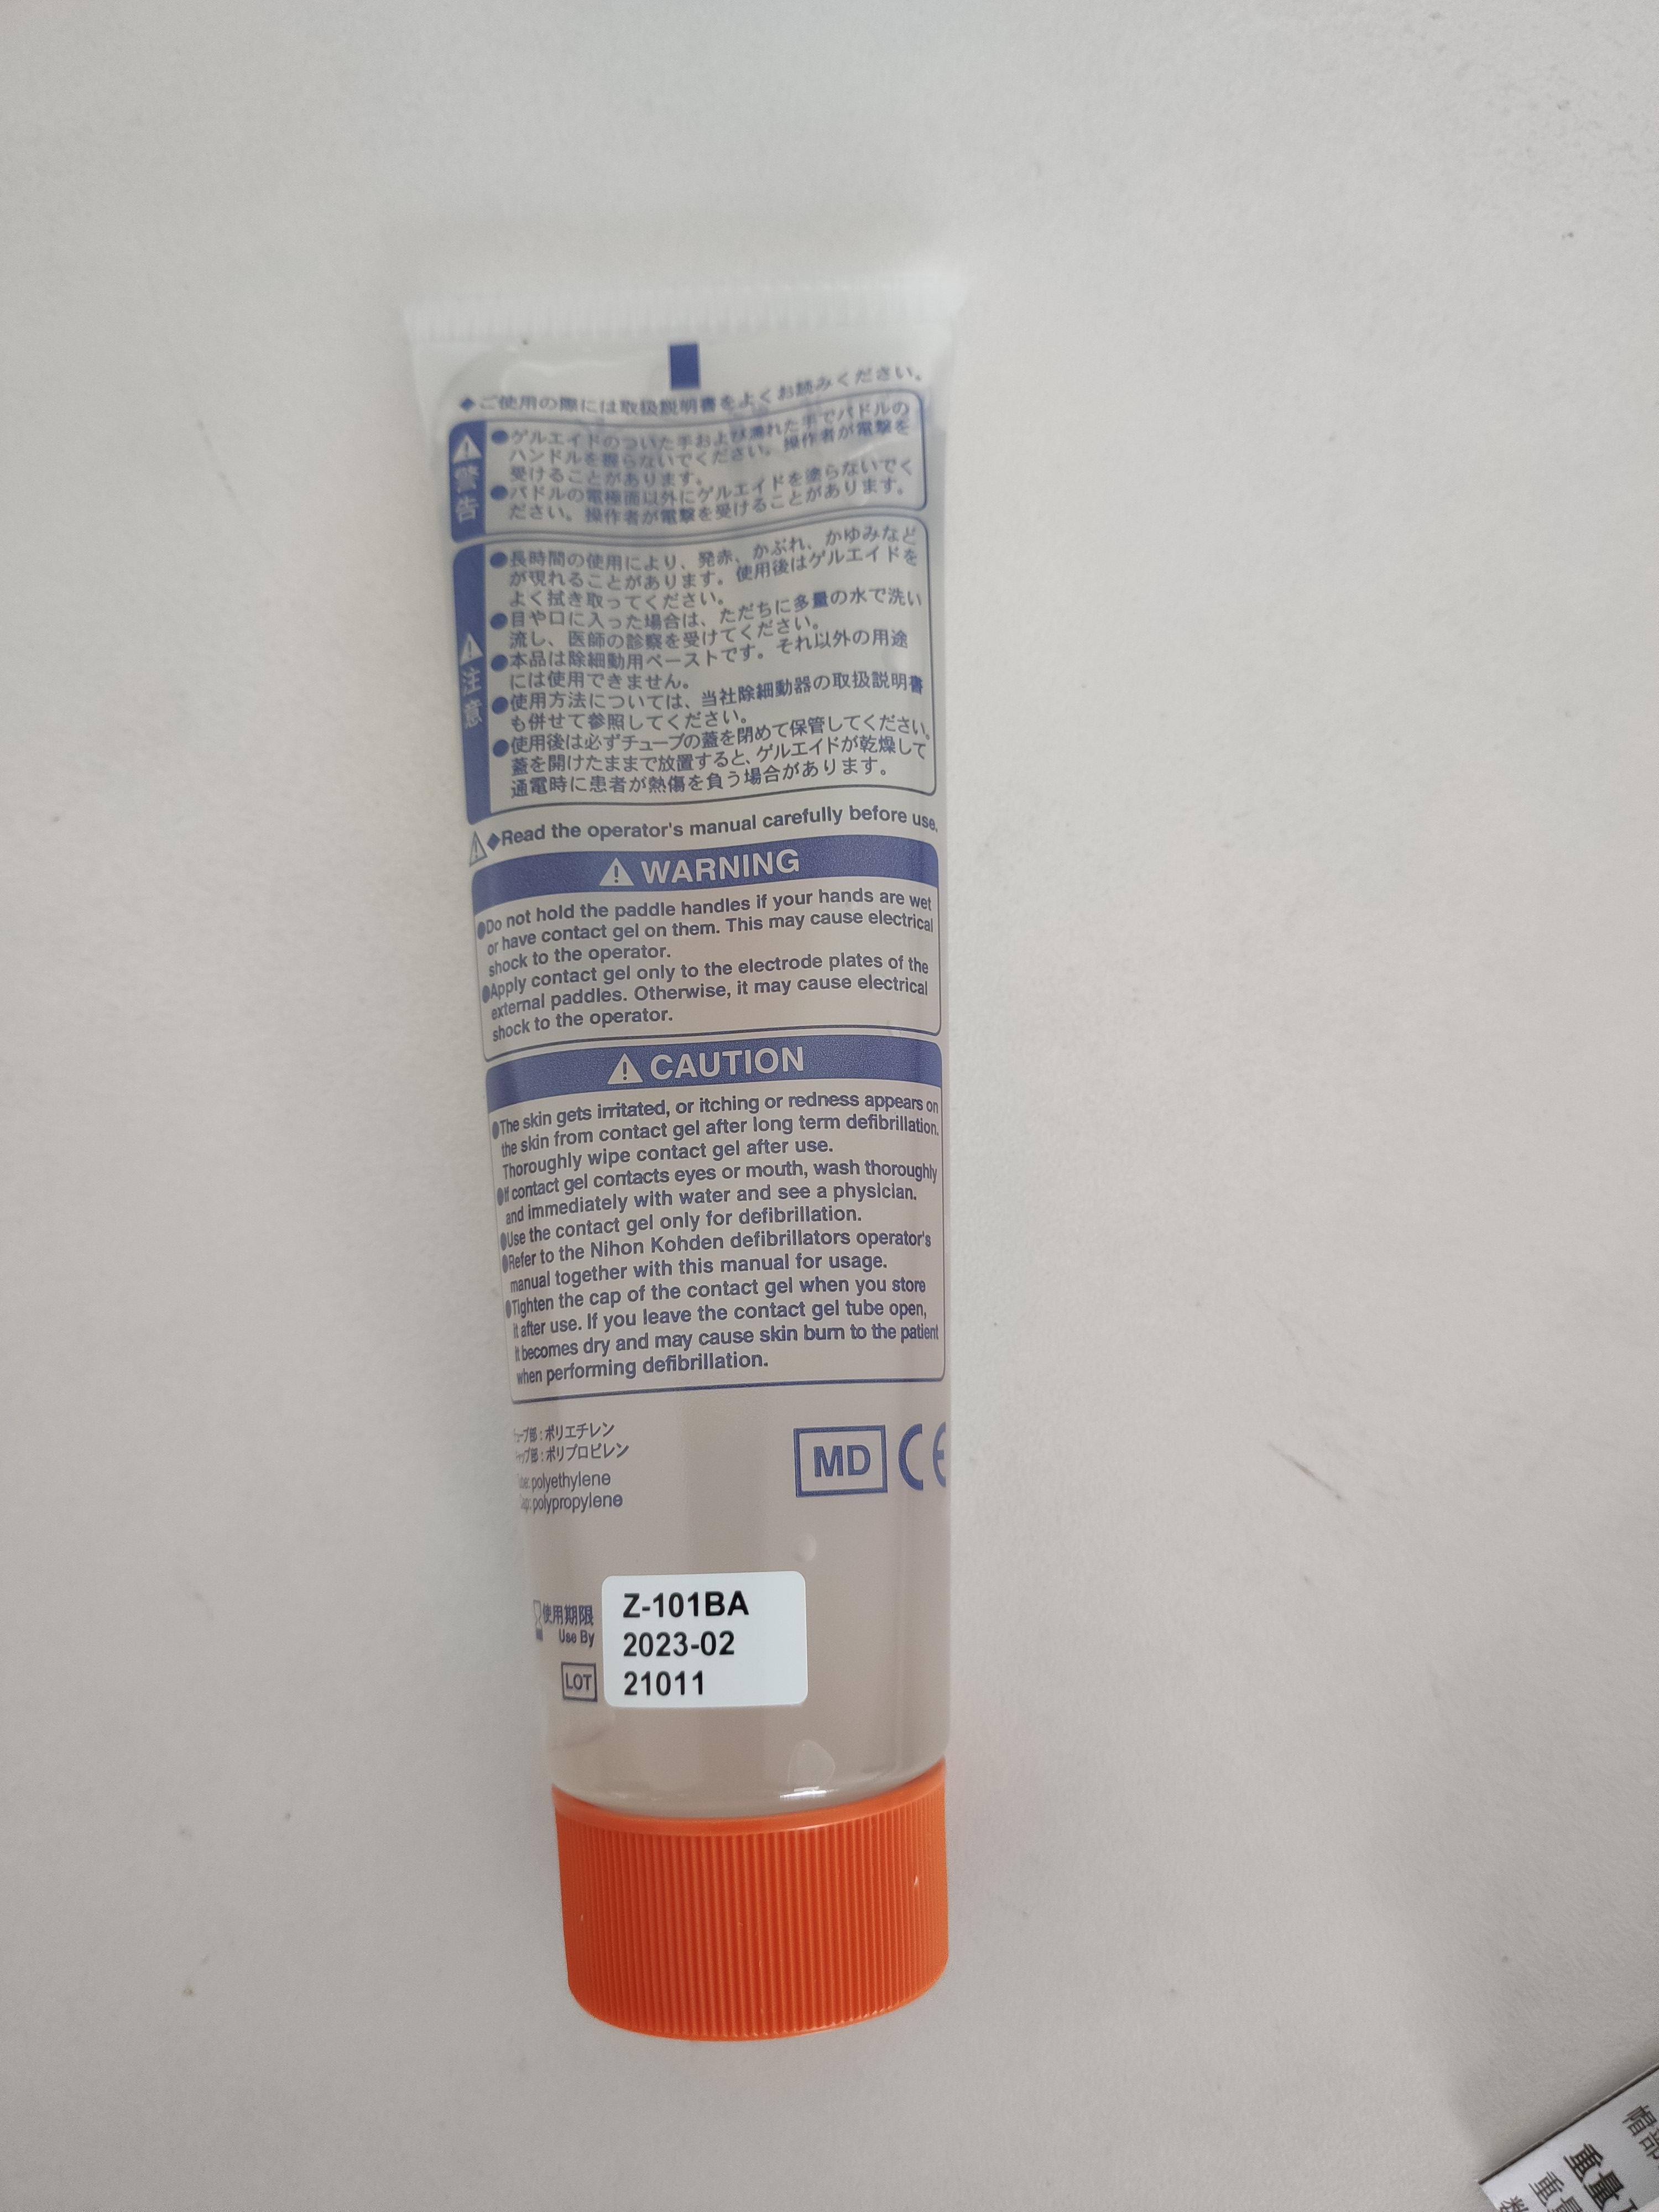 ◆ご使用の際には取扱説明書をよくお読みください。
警告
●ゲルエイドのついた手および濡れた手でパドルの
ハンドルを握らないでください。操作者が電撃を
受けることがあります。
●パドルの電極面以外にゲルエイドを塗らないでく
ださい。操作者が電撃を受けることがあります。
注意
●長時間の使用により、発赤、かぶれ、かゆみなど
が現れることがあります。使用後はゲルエイドを
よく拭き取ってください。
●目や口に入った場合は、ただちに多量の水で洗い
流し、医師の診察を受けてください。
●本品は除細動用ペーストです。それ以外の用途
には使用できません。
●使用方法については、当社除細動器の取扱説明書
も併せて参照してください。
●使用後は必ずチューブの蓋を閉めて保管してください。
蓋を開けたままで放置すると、ゲルエイドが乾燥して
通電時に患者が熱傷を負う場合があります。
◆Read the operator's manual carefully before use.
WARNING
●Do not hold the paddle handles if your hands are wet
or have contact gel on them. This may cause electrical
shock to the operator.
●Apply contact gel only to the electrode plates of the
external paddles. Otherwise, it may cause electrical
shock to the operator.
CAUTION
●The skin gets irritated, or itching or redness appears on
the skin from contact gel after long term defibrillation.
Thoroughly wipe contact gel after use.
●If contact gel contacts eyes or mouth, wash thoroughly
and immediately with water and see a physician.
●Use the contact gel only for defibrillation.
●Refer to the Nihon Kohden defibrillators operator's
manual together with this manual for usage.
●Tighten the cap of the contact gel when you store
it after use. If you leave the contact gel tube open,
it becomes dry and may cause skin burn to the patient
when performing defibrillation.
ーブ部：ポリエチレン
ャップ部：ポリプロピレン
polyethylene
polypropylene
MD CE
使用期限
Use By
LOT
Z-101BA
2023-02
21011
帽部
重量
重量